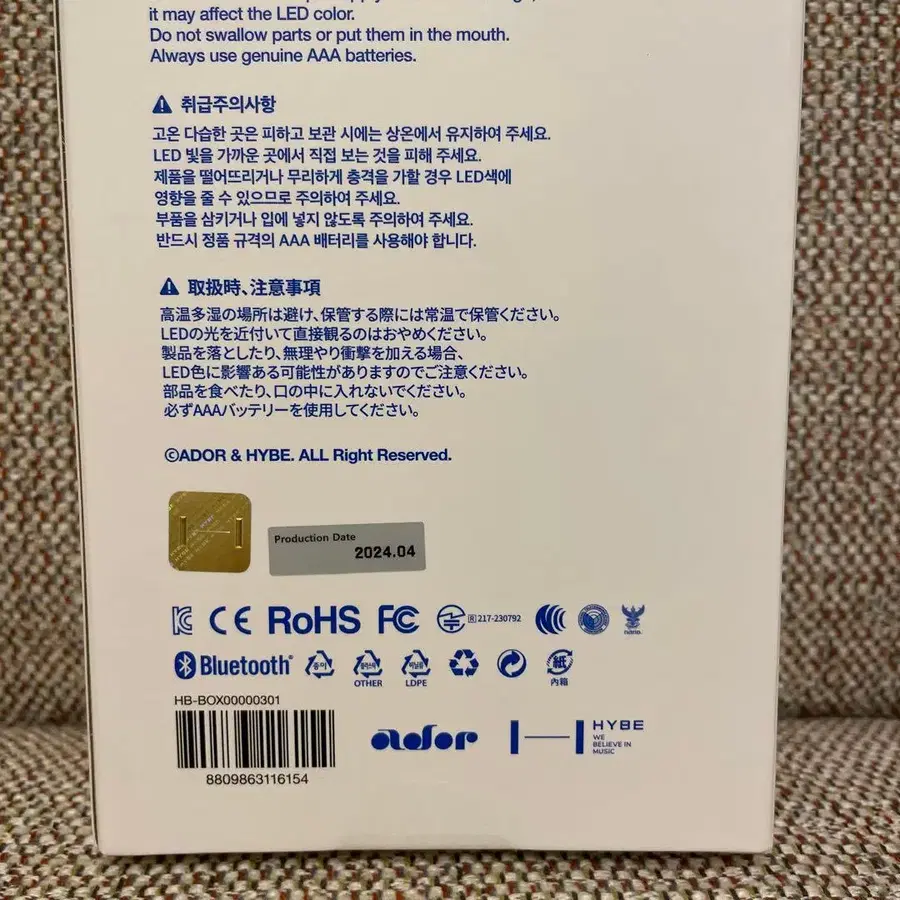 it may affect the LED color.
Do not swallow parts or put them in the mouth.
Always use genuine AAA batteries.
취급주의사항
고온 다습한 곳은 피하고 보관 시에는 상온에서 유지하여 주세요.
LED 빛을 가까운 곳에서 직접 보는 것을 피해 주세요.
제품을 떨어뜨리거나 무리하게 충격을 가할 경우 LED색에
영향을 줄 수 있으므로 주의하여 주세요.
부품을 삼키거나 입에 넣지 않도록 주의하여 주세요.
반드시 정품 규격의 AAA 배터리를 사용해야 합니다.
取扱時、注意事項
高温多湿の場所は避け、保管する際には常温で保管ください。
LEDの光を近付いて直接観るのはおやめください。
製品を落としたり、無理やり衝撃を加える場合、
LED色に影響ある可能性がありますのでご注意ください。
部品を食べたり、口の中に入れないでください。
必ずAAAバッテリーを使用してください。
©ADOR & HYBE. ALL Right Reserved.
HYBE
Production Date
2024.04
CE RoHS FC R 217-230792
Bluetooth 종이 플라스틱 비닐류 紙
OTHER LDPE 内箱
HB-BOX00000301
8809863116154
ador
HYBE
WE
BELIEVE IN
MUSIC